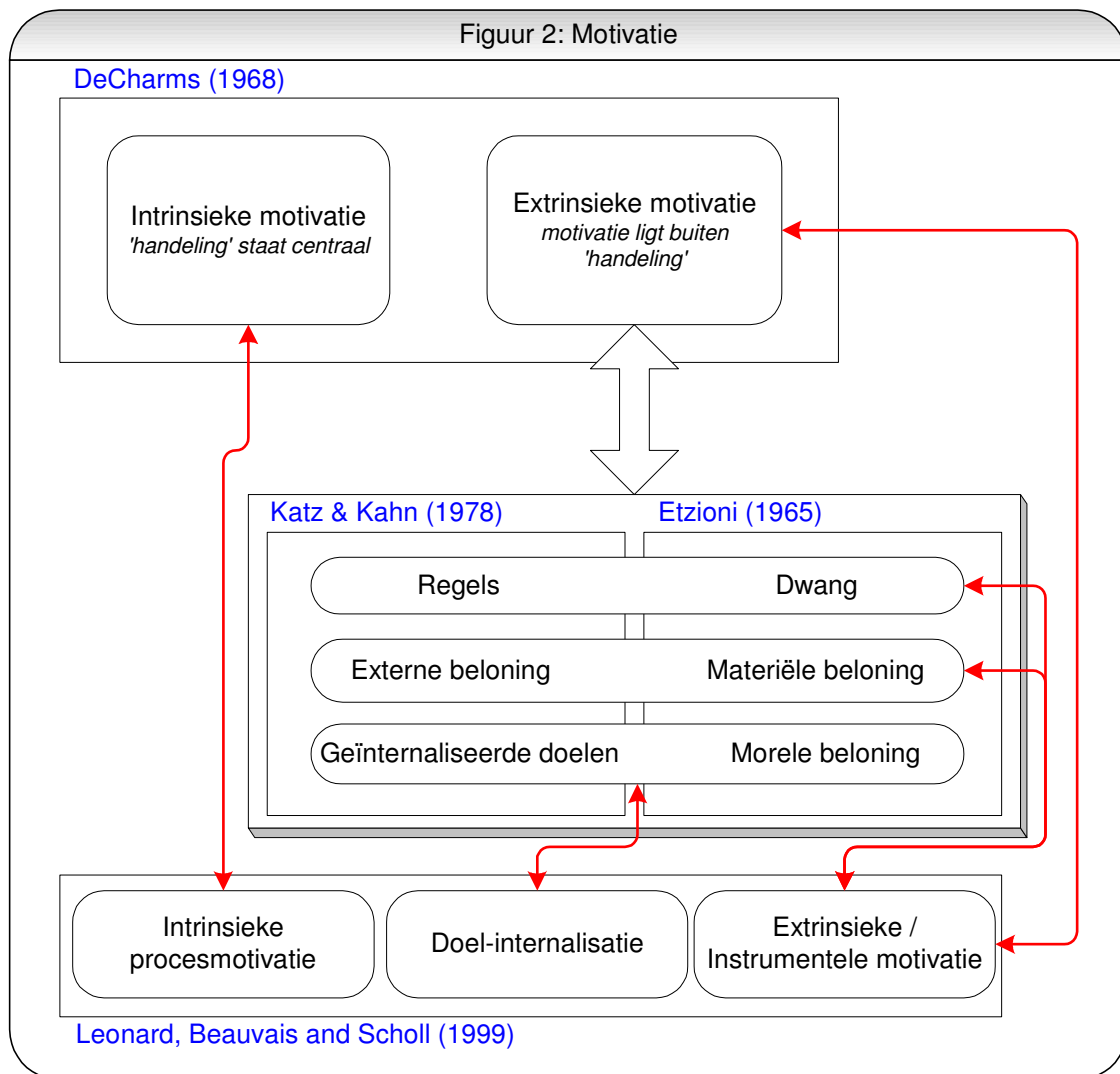 Figuur 2: Motivatie
DeCharms (1968)
Intrinsieke motivatie
'handeling' staat centraal
Extrinsieke motivatie
motivatie ligt buiten
'handeling'
Katz & Kahn (1978)
Etzioni (1965)
Regels
Dwang
Externe beloning
Materiële beloning
Geïnternaliseerde doelen
Morele beloning
Intrinsieke
procesmotivatie
Doel-internalisatie
Extrinsieke /
Instrumentele motivatie
Leonard, Beauvais and Scholl (1999)